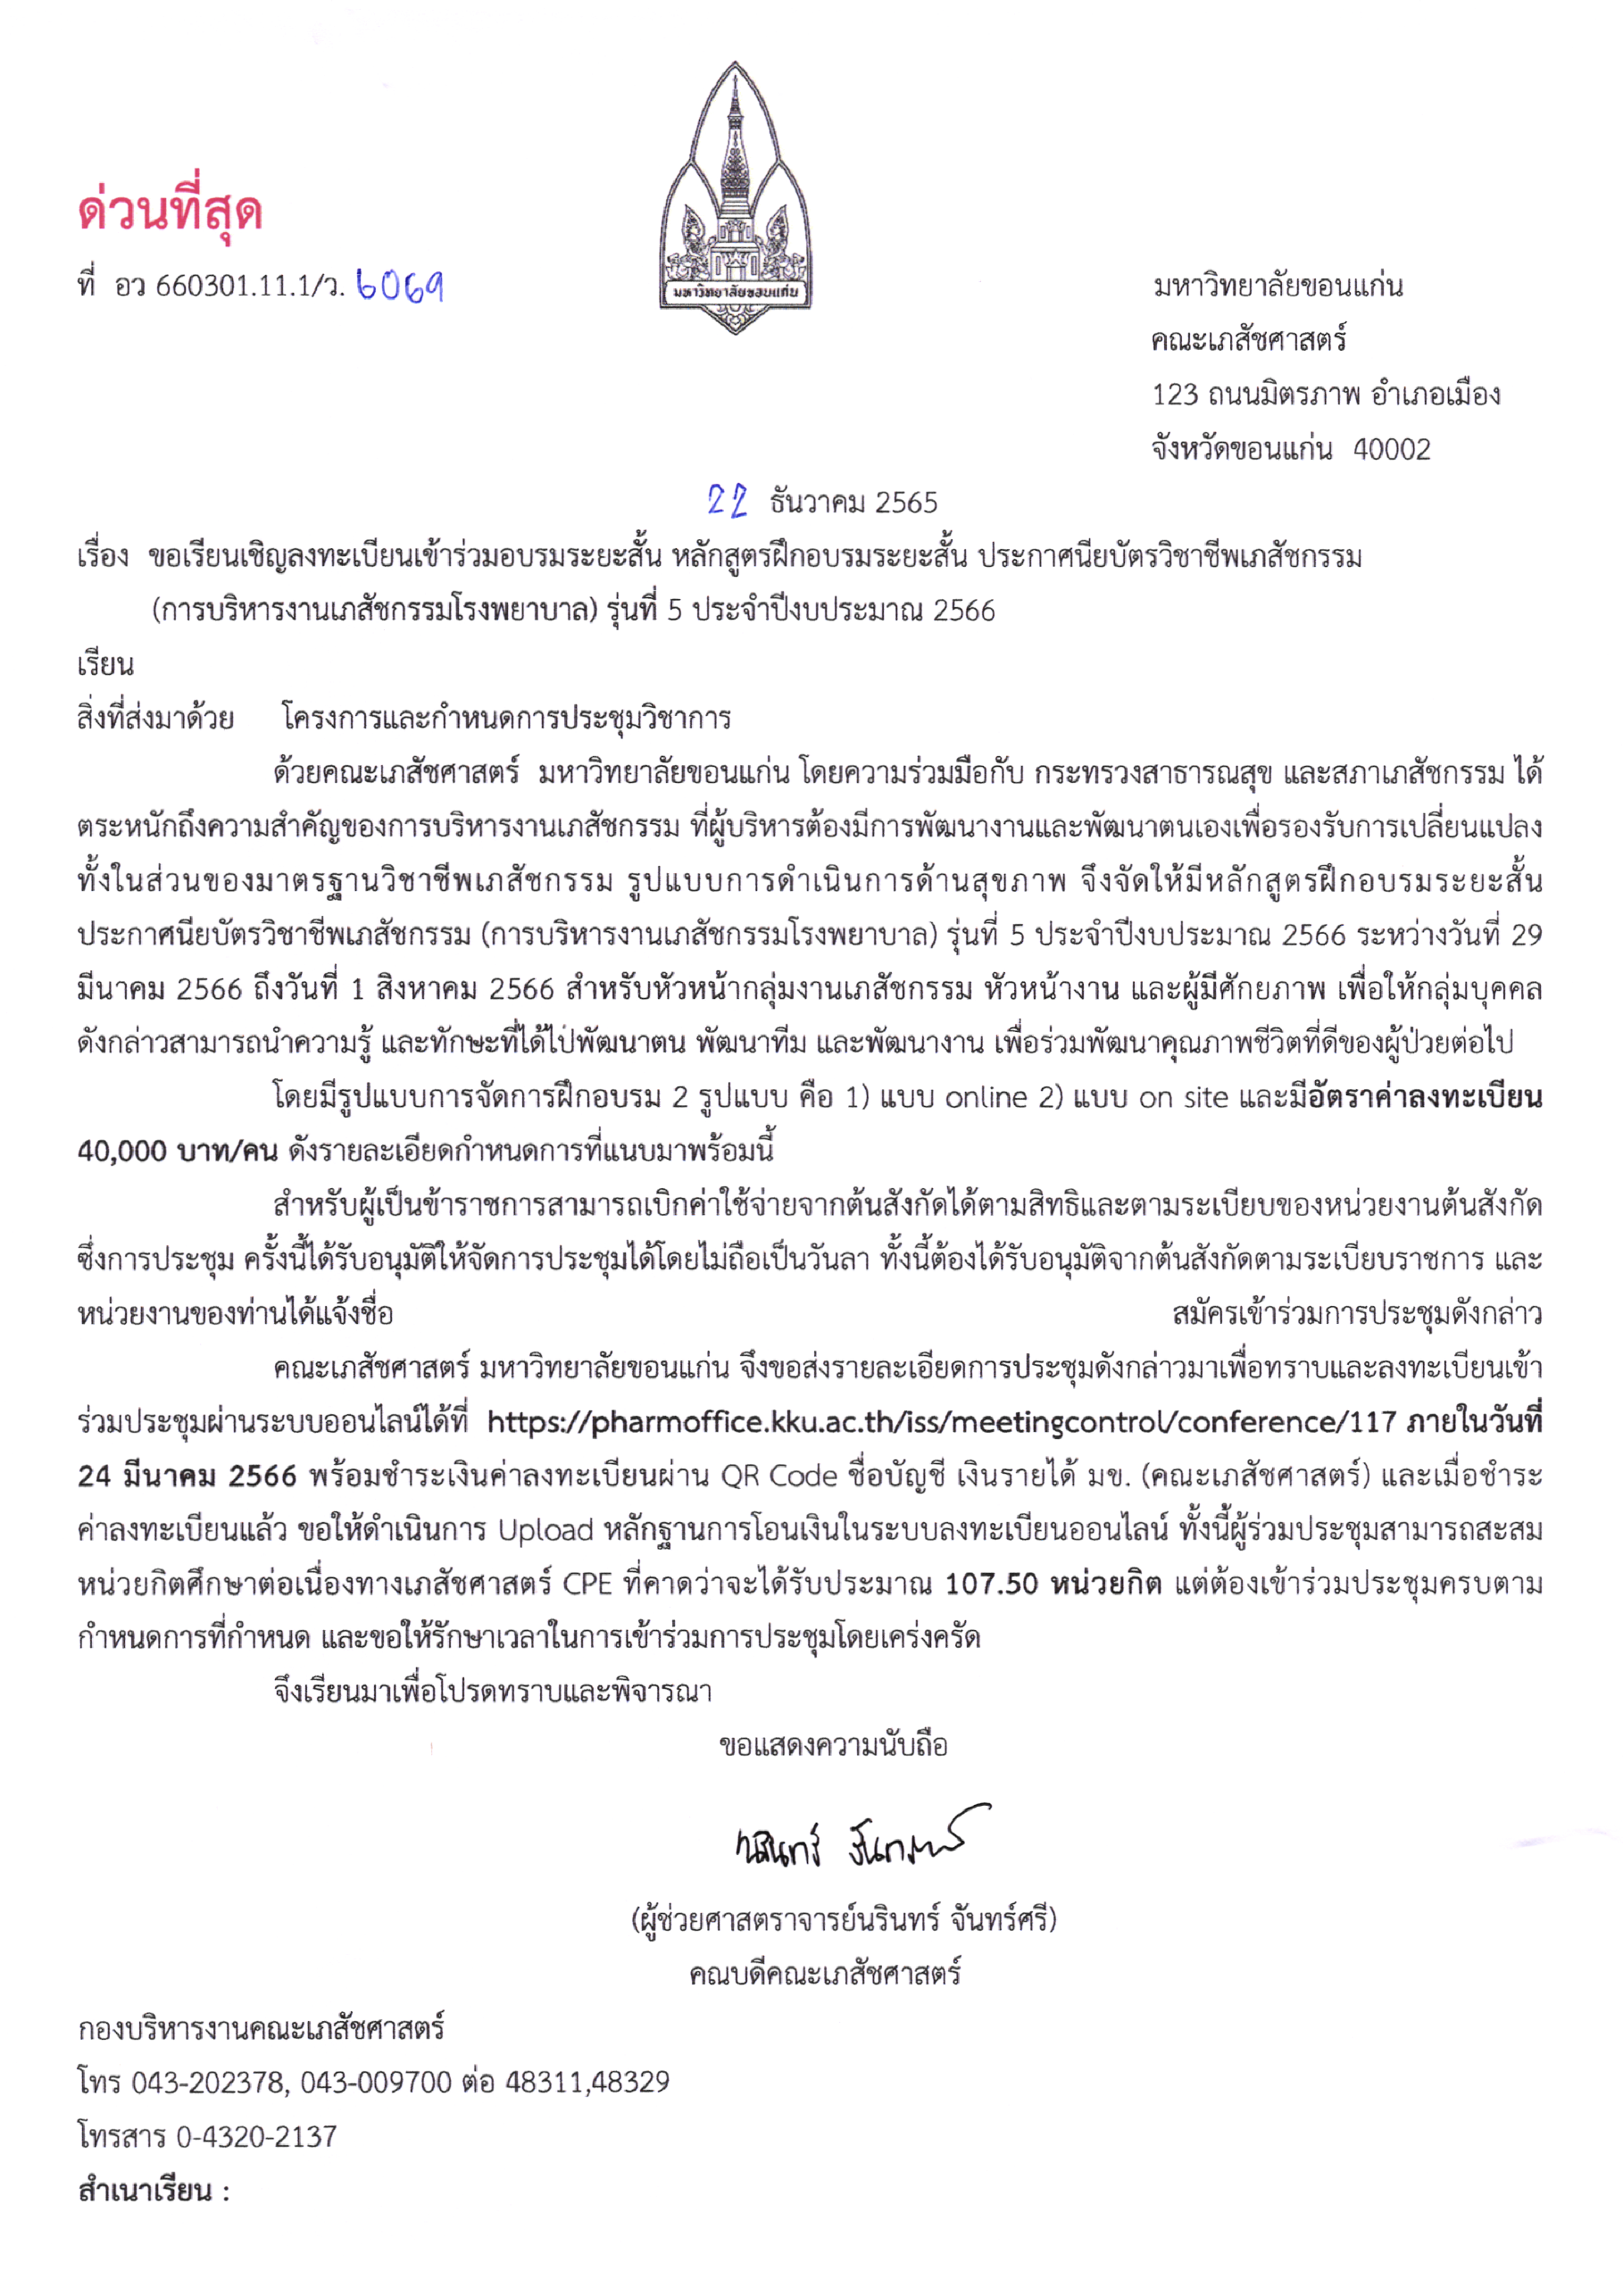 ด่วนที่สุด
ที่ อว 660301.11.1/ว. 6069
มหาวิทยาลัยขอนแก่น
มหาวิทยาลัยขอนแก่น
คณะเภสัชศาสตร์
123 ถนนมิตรภาพ อำเภอเมือง
จังหวัดขอนแก่น 40002
22 ธันวาคม 2565
เรื่อง ขอเรียนเชิญลงทะเบียนเข้าร่วมอบรมระยะสั้น หลักสูตรฝึกอบรมระยะสั้น ประกาศนียบัตรวิชาชีพเภสัชกรรม
(การบริหารงานเภสัชกรรมโรงพยาบาล) รุ่นที่ 5 ประจำปีงบประมาณ 2566
เรียน
สิ่งที่ส่งมาด้วย โครงการและกำหนดการประชุมวิชาการ
ด้วยคณะเภสัชศาสตร์ มหาวิทยาลัยขอนแก่น โดยความร่วมมือกับ กระทรวงสาธารณสุข และสภาเภสัชกรรม ได้
ตระหนักถึงความสำคัญของการบริหารงานเภสัชกรรม ที่ผู้บริหารต้องมีการพัฒนางานและพัฒนาตนเองเพื่อรองรับการเปลี่ยนแปลง
ทั้งในส่วนของมาตรฐานวิชาชีพเภสัชกรรม รูปแบบการดำเนินการด้านสุขภาพ จึงจัดให้มีหลักสูตรฝึกอบรมระยะสั้น
ประกาศนียบัตรวิชาชีพเภสัชกรรม (การบริหารงานเภสัชกรรมโรงพยาบาล) รุ่นที่ 5 ประจำปีงบประมาณ 2566 ระหว่างวันที่ 29
มีนาคม 2566 ถึงวันที่ 1 สิงหาคม 2566 สำหรับหัวหน้ากลุ่มงานเภสัชกรรม หัวหน้างาน และผู้มีศักยภาพ เพื่อให้กลุ่มบุคคล
ดังกล่าวสามารถนำความรู้ และทักษะที่ได้ไปพัฒนาตน พัฒนาทีม และพัฒนางาน เพื่อร่วมพัฒนาคุณภาพชีวิตที่ดีของผู้ป่วยต่อไป
โดยมีรูปแบบการจัดการฝึกอบรม 2 รูปแบบ คือ 1) แบบ online 2) แบบ on site และมีอัตราค่าลงทะเบียน
40,000 บาท/คน ดังรายละเอียดกำหนดการที่แนบมาพร้อมนี้
สำหรับผู้เป็นข้าราชการสามารถเบิกค่าใช้จ่ายจากต้นสังกัดได้ตามสิทธิและตามระเบียบของหน่วยงานต้นสังกัด
ซึ่งการประชุม ครั้งนี้ได้รับอนุมัติให้จัดการประชุมได้โดยไม่ถือเป็นวันลา ทั้งนี้ต้องได้รับอนุมัติจากต้นสังกัดตามระเบียบราชการ และ
หน่วยงานของท่านได้แจ้งชื่อ สมัครเข้าร่วมการประชุมดังกล่าว
คณะเภสัชศาสตร์ มหาวิทยาลัยขอนแก่น จึงขอส่งรายละเอียดการประชุมดังกล่าวมาเพื่อทราบและลงทะเบียนเข้า
ร่วมประชุมผ่านระบบออนไลน์ได้ที่ https://pharmoffice.kku.ac.th/iss/meetingcontrol/conference/117 ภายในวันที่
24 มีนาคม 2566 พร้อมชำระเงินค่าลงทะเบียนผ่าน QR Code ชื่อบัญชี เงินรายได้ มข. (คณะเภสัชศาสตร์) และเมื่อชำระ
ค่าลงทะเบียนแล้ว ขอให้ดำเนินการ Upload หลักฐานการโอนเงินในระบบลงทะเบียนออนไลน์ ทั้งนี้ผู้ร่วมประชุมสามารถสะสม
หน่วยกิตศึกษาต่อเนื่องทางเภสัชศาสตร์ CPE ที่คาดว่าจะได้รับประมาณ 107.50 หน่วยกิต แต่ต้องเข้าร่วมประชุมครบตาม
กำหนดการที่กำหนด และขอให้รักษาเวลาในการเข้าร่วมการประชุมโดยเคร่งครัด
จึงเรียนมาเพื่อโปรดทราบและพิจารณา
ขอแสดงความนับถือ
(ผู้ช่วยศาสตราจารย์นรินทร์ จันทร์ศรี)
คณบดีคณะเภสัชศาสตร์
กองบริหารงานคณะเภสัชศาสตร์
โทร 043-202378, 043-009700 ต่อ 48311,48329
โทรสาร 0-4320-2137
สำเนาเรียน :